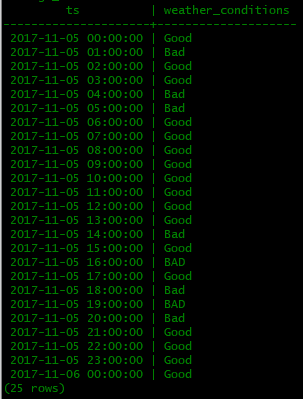 ts | weather_conditions
---------------------+--------------------
2017-11-05 00:00:00 | Good
2017-11-05 01:00:00 | Bad
2017-11-05 02:00:00 | Good
2017-11-05 03:00:00 | Good
2017-11-05 04:00:00 | Bad
2017-11-05 05:00:00 | Bad
2017-11-05 06:00:00 | Good
2017-11-05 07:00:00 | Good
2017-11-05 08:00:00 | Good
2017-11-05 09:00:00 | Good
2017-11-05 10:00:00 | Good
2017-11-05 11:00:00 | Good
2017-11-05 12:00:00 | Good
2017-11-05 13:00:00 | Good
2017-11-05 14:00:00 | Bad
2017-11-05 15:00:00 | Good
2017-11-05 16:00:00 | BAD
2017-11-05 17:00:00 | Good
2017-11-05 18:00:00 | Bad
2017-11-05 19:00:00 | BAD
2017-11-05 20:00:00 | Bad
2017-11-05 21:00:00 | Good
2017-11-05 22:00:00 | Good
2017-11-05 23:00:00 | Good
2017-11-06 00:00:00 | Good
(25 rows)